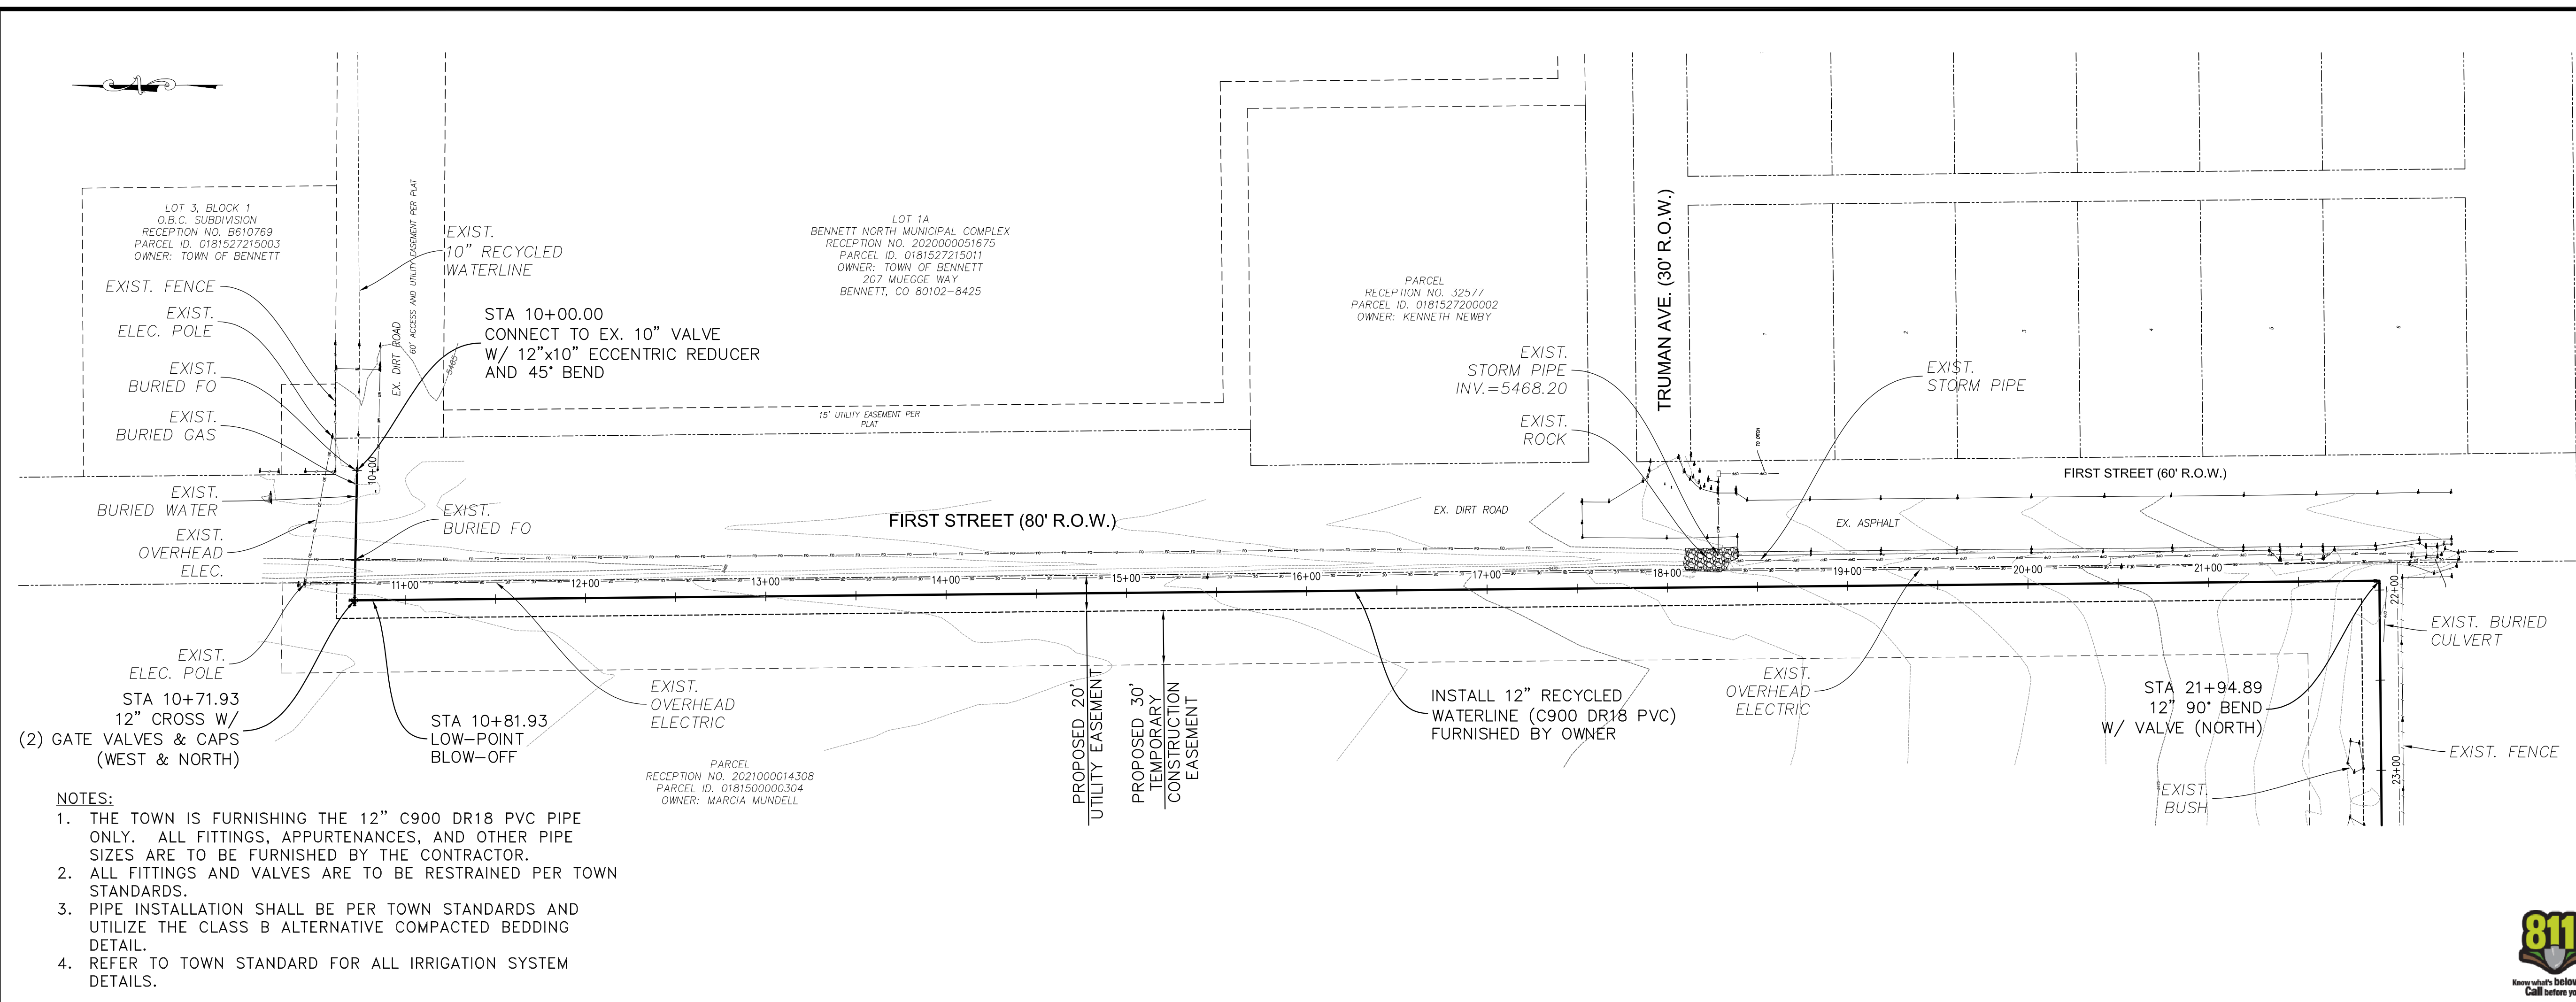 LOT 3, BLOCK 1
O.B.C. SUBDIVISION
RECEPTION NO. B610769
PARCEL ID. 0181527215003
OWNER: TOWN OF BENNETT
EXIST. FENCE
EXIST.
ELEC. POLE
EXIST.
BURIED FO
EXIST.
BURIED GAS
EXIST.
BURIED WATER
EXIST.
OVERHEAD
ELEC.
EXIST.
10" RECYCLED
WATERLINE
60' ACCESS AND UTILITY EASEMENT PER PLAT
EX. DIRT ROAD
5465
STA 10+00.00
CONNECT TO EX. 10" VALVE
W/ 12"x10" ECCENTRIC REDUCER
AND 45° BEND
10+00
EXIST.
BURIED FO
LOT 1A
BENNETT NORTH MUNICIPAL COMPLEX
RECEPTION NO. 2020000051675
PARCEL ID. 0181527215011
OWNER: TOWN OF BENNETT
207 MUEGGE WAY
BENNETT, CO 80102-8425
15' UTILITY EASEMENT PER
PLAT
PARCEL
RECEPTION NO. 32577
PARCEL ID. 0181527200002
OWNER: KENNETH NEWBY
EXIST.
STORM PIPE
INV.=5468.20
EXIST.
ROCK
TRUMAN AVE. (30' R.O.W.)
1
2
3
4
5
EXIST.
STORM PIPE
TO DITCH
FIRST STREET (60' R.O.W.)
FIRST STREET (80' R.O.W.)
EX. DIRT ROAD
EX. ASPHALT
11+00
12+00
13+00
14+00
15+00
16+00
17+00
18+00
19+00
20+00
21+00
22+00
23+00
EXIST.
ELEC. POLE
STA 10+71.93
12" CROSS W/
(2) GATE VALVES & CAPS
(WEST & NORTH)
STA 10+81.93
LOW-POINT
BLOW-OFF
EXIST.
OVERHEAD
ELECTRIC
PARCEL
RECEPTION NO. 2021000014308
PARCEL ID. 0181500000304
OWNER: MARCIA MUNDELL
PROPOSED 20'
UTILITY EASEMENT
PROPOSED 30'
TEMPORARY
CONSTRUCTION
EASEMENT
INSTALL 12" RECYCLED
WATERLINE (C900 DR18 PVC)
FURNISHED BY OWNER
EXIST.
OVERHEAD
ELECTRIC
STA 21+94.89
12" 90° BEND
W/ VALVE (NORTH)
EXIST. BURIED
CULVERT
EXIST. FENCE
EXIST.
BUSH
NOTES:
1. THE TOWN IS FURNISHING THE 12" C900 DR18 PVC PIPE
ONLY. ALL FITTINGS, APPURTENANCES, AND OTHER PIPE
SIZES ARE TO BE FURNISHED BY THE CONTRACTOR.
2. ALL FITTINGS AND VALVES ARE TO BE RESTRAINED PER TOWN
STANDARDS.
3. PIPE INSTALLATION SHALL BE PER TOWN STANDARDS AND
UTILIZE THE CLASS B ALTERNATIVE COMPACTED BEDDING
DETAIL.
4. REFER TO TOWN STANDARD FOR ALL IRRIGATION SYSTEM
DETAILS.
811
Know what's below
Call before yo